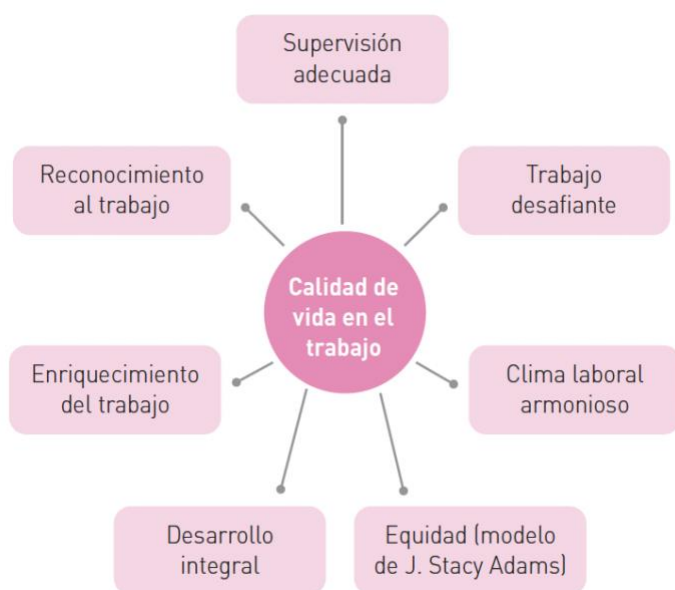 Supervisión
adecuada
Reconocimiento
al trabajo
Trabajo
desafiante
Calidad de
vida en el
trabajo
Enriquecimiento
del trabajo
Clima laboral
armonioso
Desarrollo
integral
Equidad (modelo
de J. Stacy Adams)